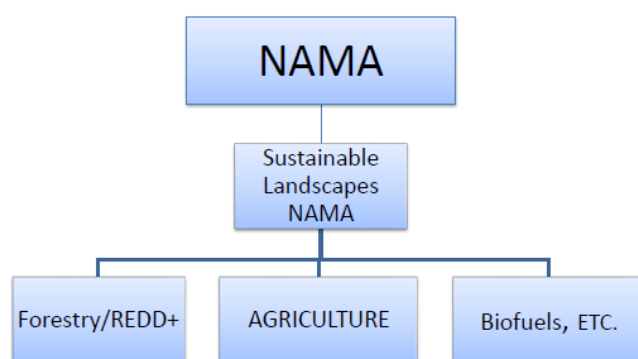 NAMA
Sustainable
Landscapes
NAMA
Forestry/REDD+
AGRICULTURE
Biofuels, ETC.